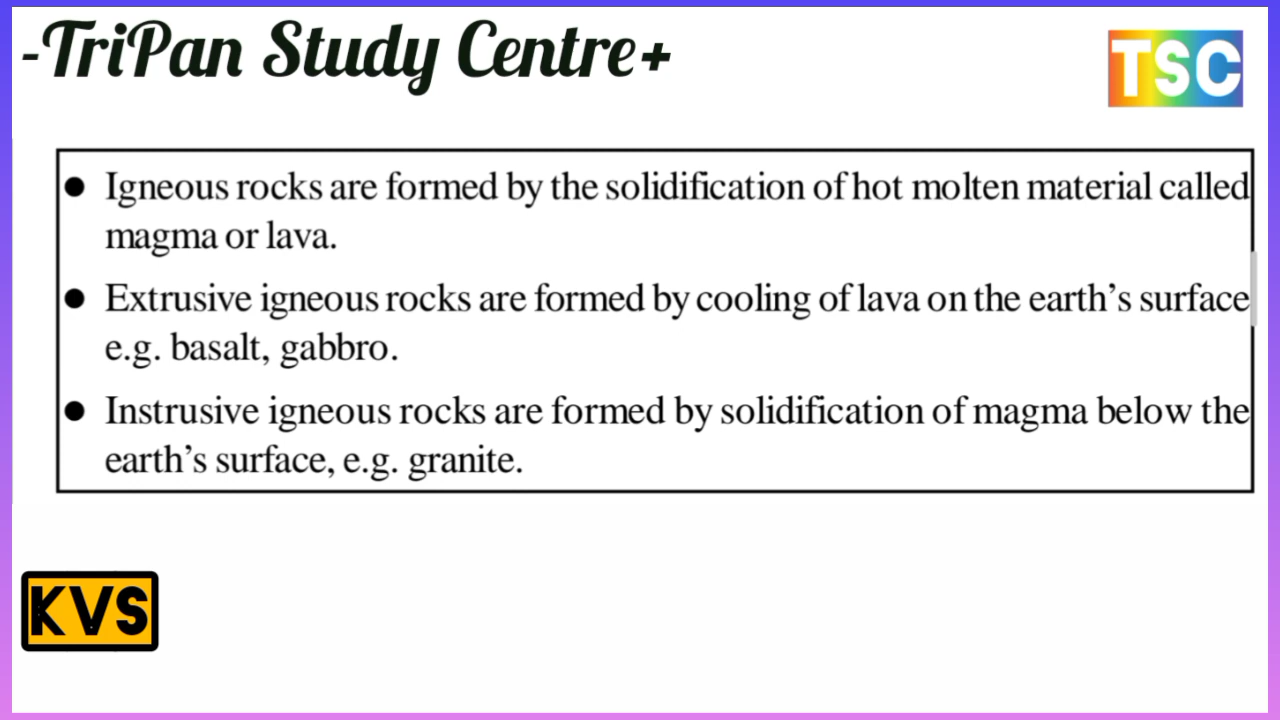 -TriPan Study Centre+
TSC
● Igneous rocks are formed by the solidification of hot molten material called
magma or lava.
● Extrusive igneous rocks are formed by cooling of lava on the earth’s surface
e.g. basalt, gabbro.
● Instrusive igneous rocks are formed by solidification of magma below the
earth’s surface, e.g. granite.
KVS